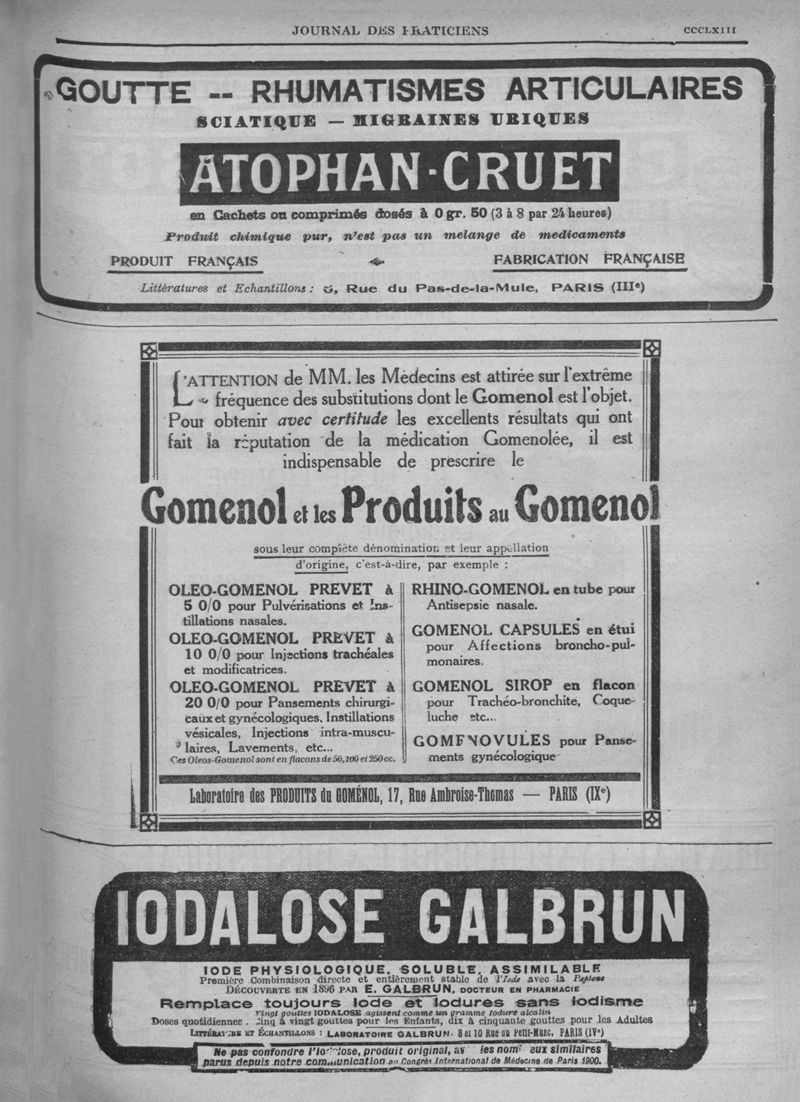 JOURNAL DES PRATICIENS
CCCLXIII
GOUTTE -- RHUMATISMES ARTICULAIRES
SCIATIQUE — MIGRAINES URIQUES
ATOPHAN-CRUET
en Cachets ou comprimés dosés à 0 gr. 50 (3 à 8 par 24 heures)
Produit chimique pur, n'est pas un melange de medicaments
PRODUIT FRANÇAIS
FABRICATION FRANÇAISE
Littératures et Echantillons : 6, Rue du Pas-de-la-Mule, PARIS (IIIe)
L'ATTENTION de MM. les Médecins est attirée sur l'extrême
fréquence des substitutions dont le Gomenol est l'objet.
Pour obtenir avec certitude les excellents résultats qui ont
fait la réputation de la médication Gomenolée, il est
indispensable de prescrire le
Gomenol et les Produits au Gomenol
sous leur complète dénomination et leur appellation
d'origine, c'est-à-dire, par exemple :
OLEO-GOMENOL PREVET à
5 0/0 pour Pulvérisations et Ins-
tillations nasales.
OLEO-GOMENOL PREVET à
10 0/0 pour Injections trachéales
et modificatrices.
OLEO-GOMENOL PREVET à
20 0/0 pour Pansements chirurgi-
caux et gynécologiques, Instillations
vésicales, Injections intra-muscu-
laires, Lavements, etc...
Ces Oleos-Gomenol sont en flacons de 50, 100 et 250 cc.
RHINO-GOMENOL en tube pour
Antisepsie nasale.
GOMENOL CAPSULES en étui
pour Affections broncho-pul-
monaires.
GOMENOL SIROP en flacon
pour Trachéo-bronchite, Coque-
luche etc...
GOMENOVULES pour Panse-
ments gynécologique
Laboratoire des PRODUITS du GOMÉNOL, 17, Rue Ambroise-Thomas — PARIS (IXe)
IODALOSE GALBRUN
IODE PHYSIOLOGIQUE, SOLUBLE, ASSIMILABLE
Première Combinaison directe et entièrement stable de l'Iode avec la Peptone
DÉCOUVERTE EN 1896 PAR E. GALBRUN, DOCTEUR EN PHARMACIE
Remplace toujours Iode et Iodures sans Iodisme
Vingt gouttes IODALOSE agissent comme un gramme Iodure alcalin
Doses quotidiennes : Cinq à vingt gouttes pour les Enfants, dix à cinquante gouttes pour les Adultes
LITTÉRATURE ET ÉCHANTILLONS : LABORATOIRE GALBRUN, 8 et 10 Rue du Petit-Musc, PARIS (IVe)
Ne pas confondre l'Iodalose, produit original, avec les nombreux similaires
parus depuis notre communication au Congrès International de Médecine de Paris 1900.